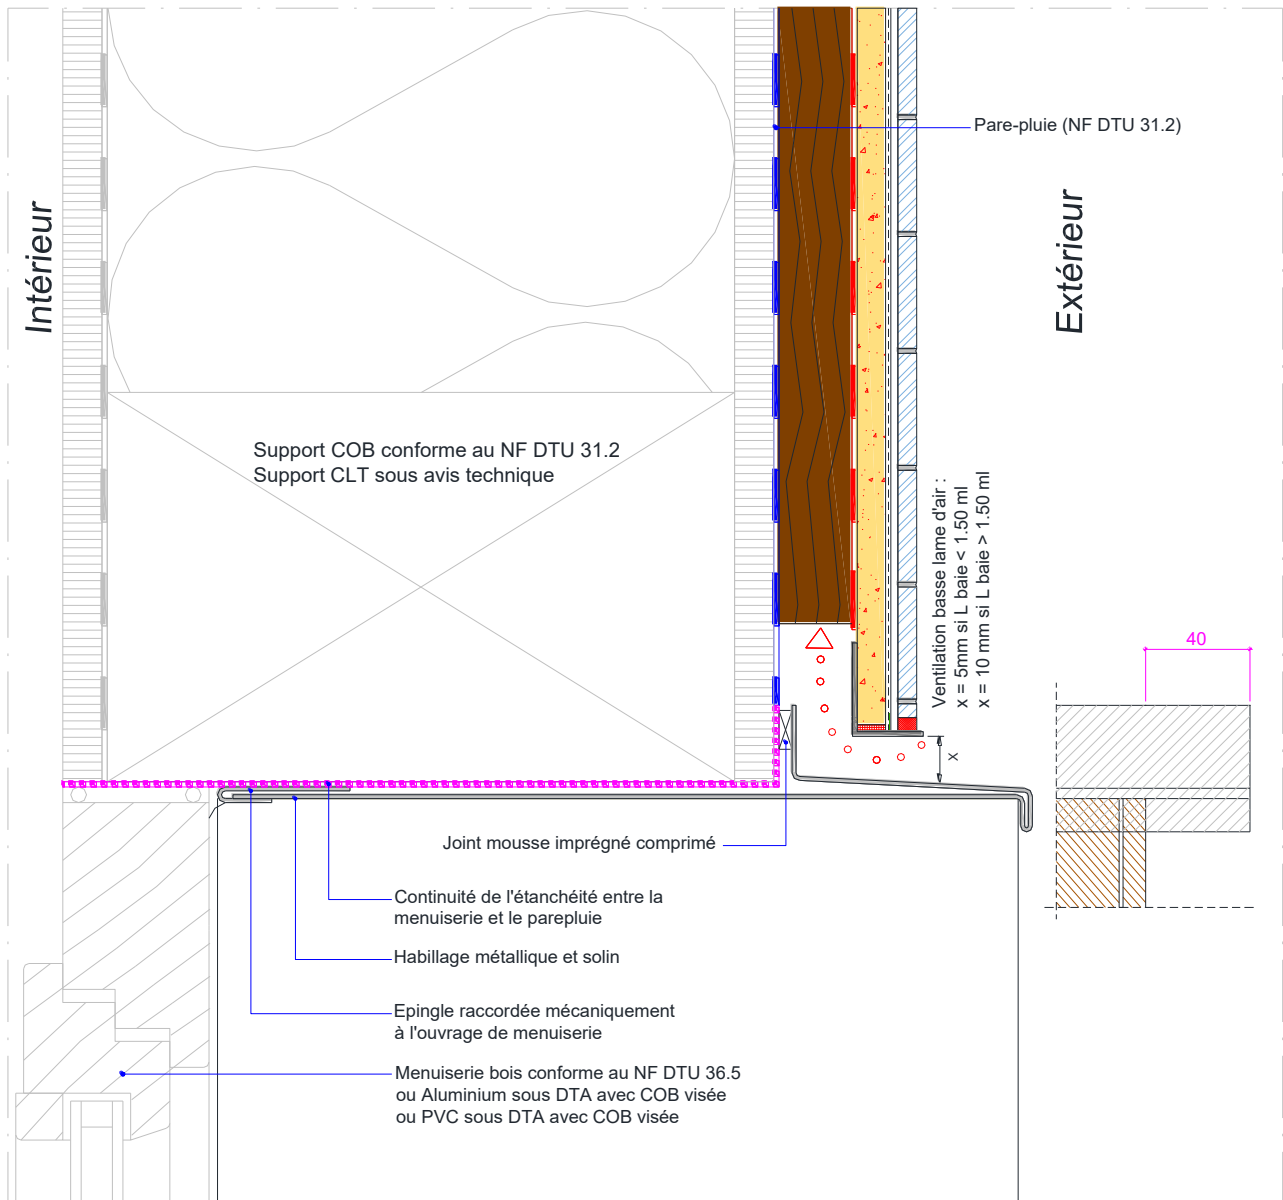 Pare-pluie (NF DTU 31.2)
Intérieur
Extérieur
Support COB conforme au NF DTU 31.2
Support CLT sous avis technique
Ventilation basse lame d'air :
x = 5mm si L baie < 1.50 ml
x = 10 mm si L baie > 1.50 ml
40
x
Joint mousse imprégné comprimé
Continuité de l'étanchéité entre la
menuiserie et le parepluie
Habillage métallique et solin
Epingle raccordée mécaniquement
à l'ouvrage de menuiserie
Menuiserie bois conforme au NF DTU 36.5
ou Aluminium sous DTA avec COB visée
ou PVC sous DTA avec COB visée